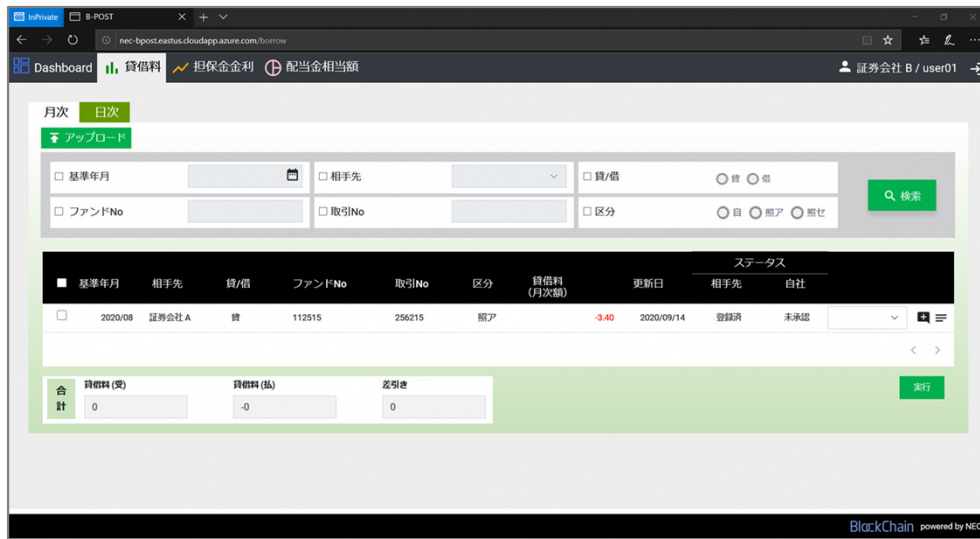 InPrivate B-POST
nec-bpost.eastus.cloudapp.azure.com/borrow
Dashboard 貸借料 担保金金利 配当金相当額 証券会社 B / user01
月次 日次
アップロード
基準年月 相手先 貸/借 貸 借
検索
ファンドNo 取引No 区分 自 照ア 照セ
ステータス
基準年月 相手先 貸/借 ファンドNo 取引No 区分 貸借料 更新日 相手先 自社
(月次額)
2020/08 証券会社 A 貸 112515 256215 照ア -3.40 2020/09/14 登録済 未承認
合計 貸借料 (受) 貸借料 (払) 差引き 実行
0 -0 0
BlockChain powered by NEC